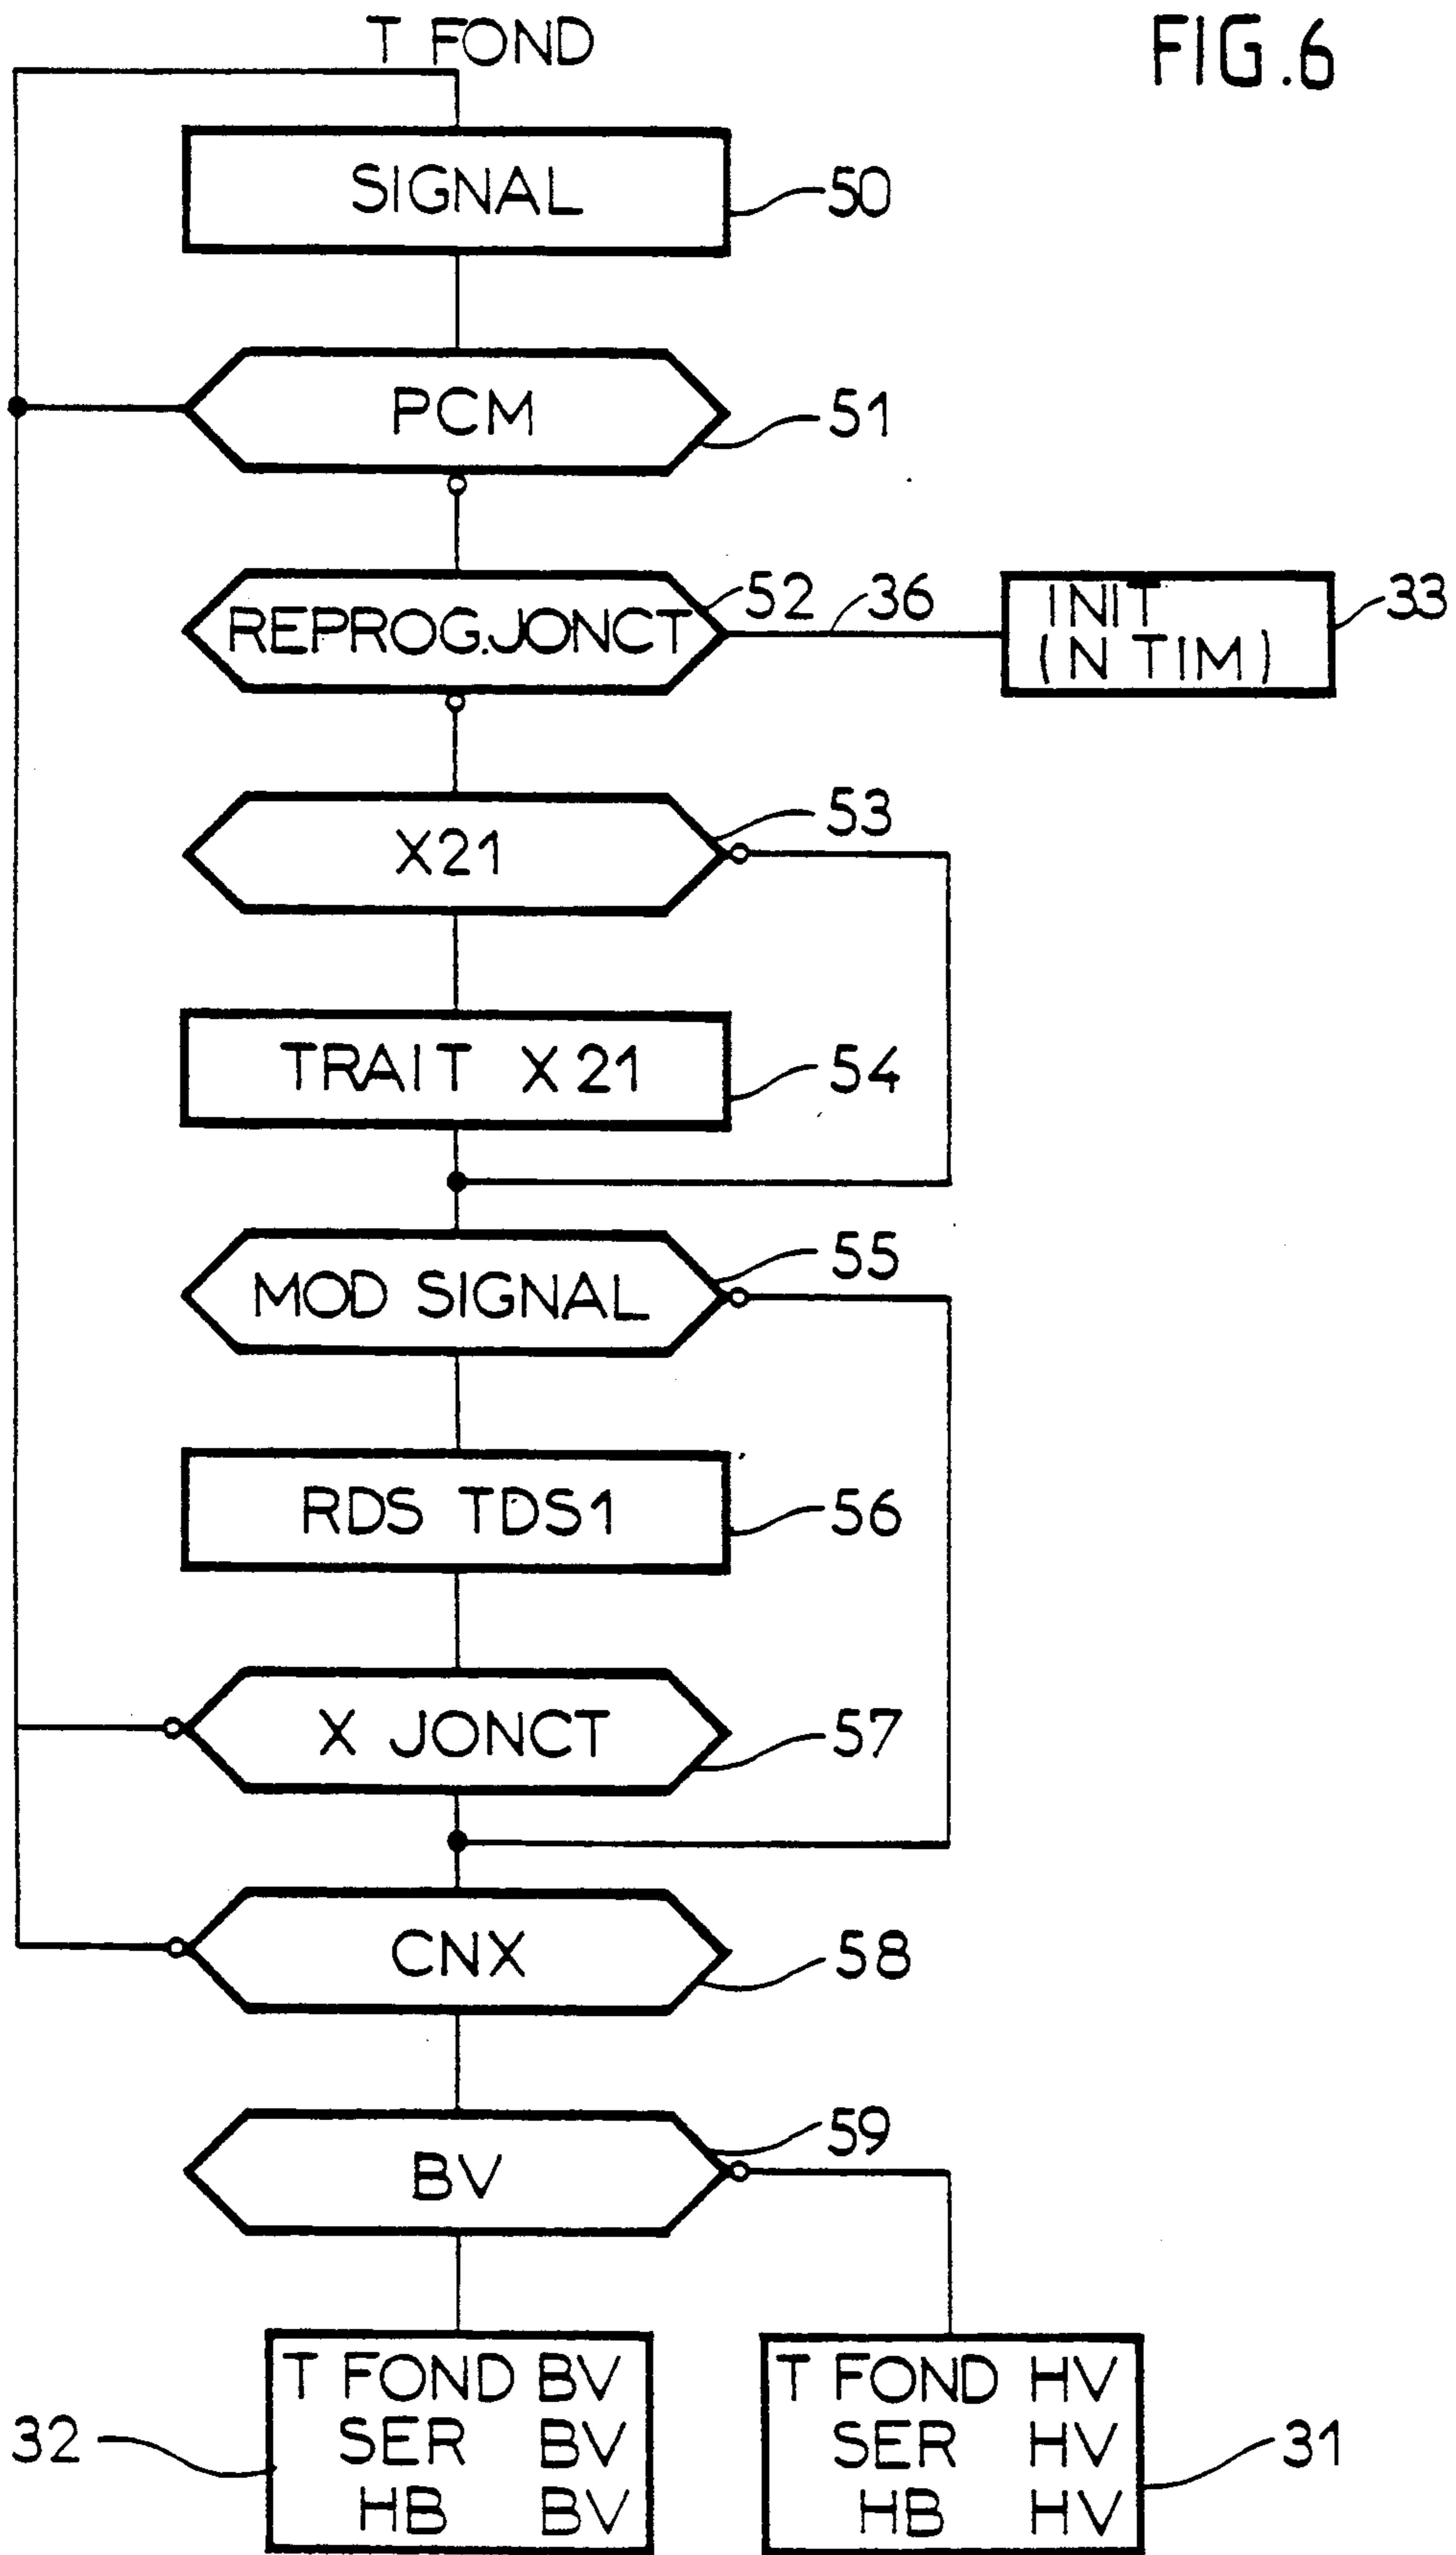 T FOND
FIG.6
SIGNAL
50
PCM
51
REPROG.JONCT
52
36
INIT
(N TIM)
33
X21
53
TRAIT X21
54
MOD SIGNAL
55
RDS TDS1
56
X JONCT
57
CNX
58
BV
59
T FOND BV
SER BV
HB BV
32
T FOND HV
SER HV
HB HV
31